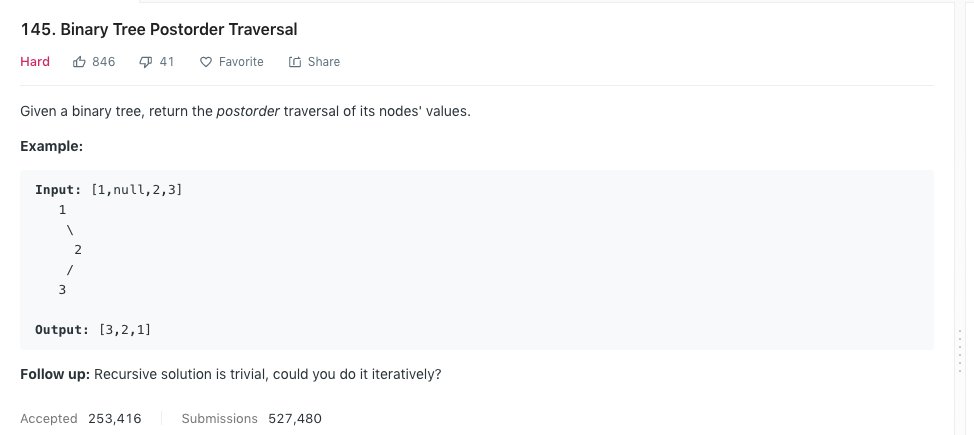 145. Binary Tree Postorder Traversal
Hard 846 41 Favorite Share
Given a binary tree, return the postorder traversal of its nodes' values.
Example:
Input: [1,null,2,3]
   1
    \
     2
    /
   3
Output: [3,2,1]
Follow up: Recursive solution is trivial, could you do it iteratively?
Accepted 253,416 Submissions 527,480